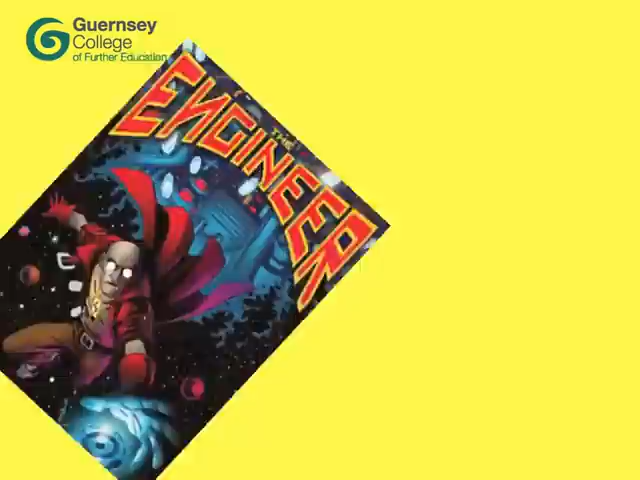 Guernsey
College
of Further Education
THE
ENGINEER